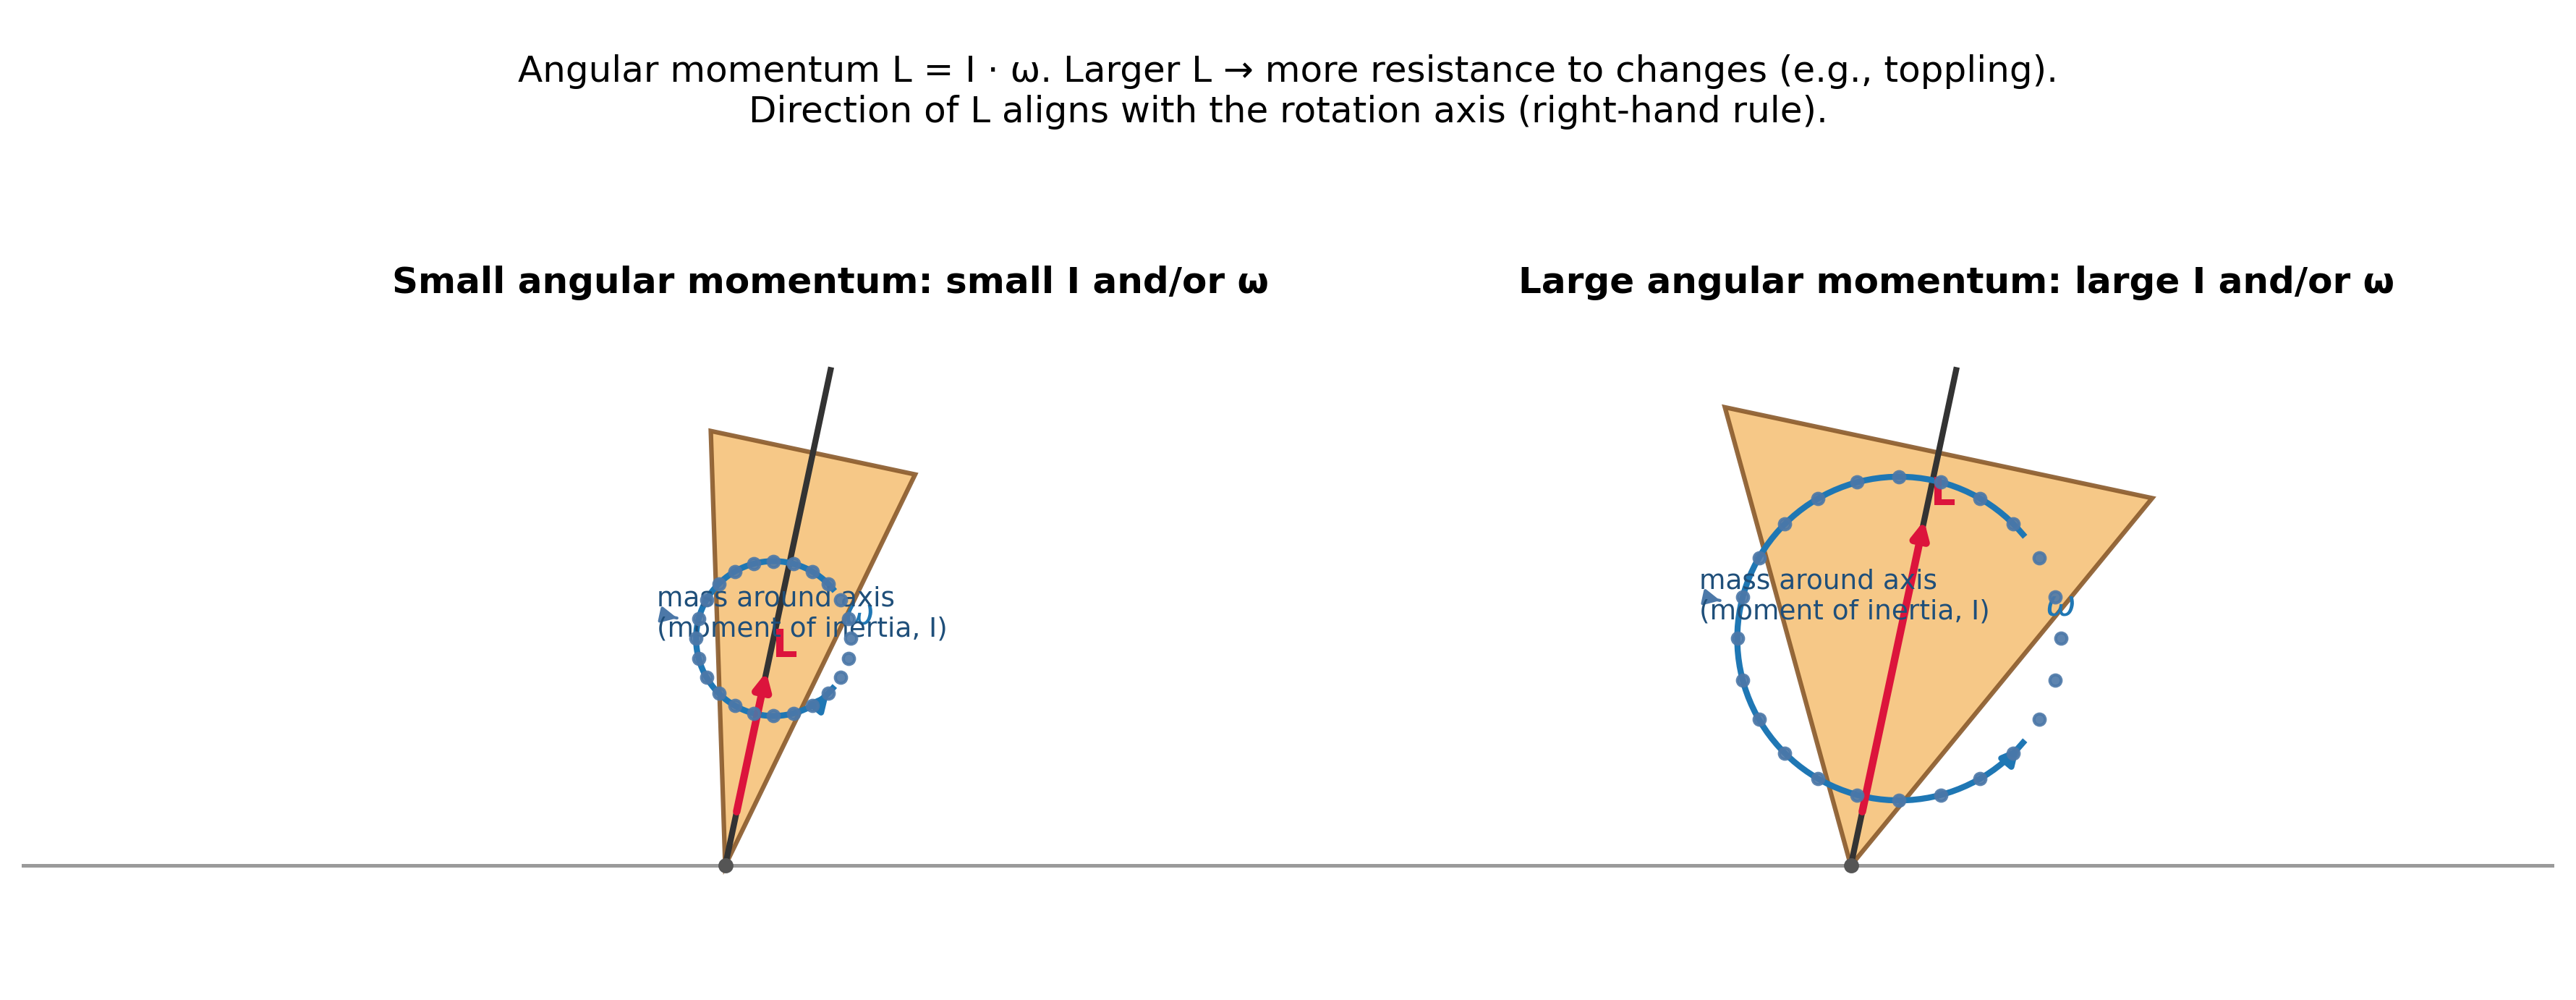 Angular momentum L = I · ω. Larger L → more resistance to changes (e.g., toppling).
Direction of L aligns with the rotation axis (right-hand rule).
Small angular momentum: small I and/or ω
Large angular momentum: large I and/or ω
mass around axis
(moment of inertia, I)
ω
L
L
mass around axis
(moment of inertia, I)
ω